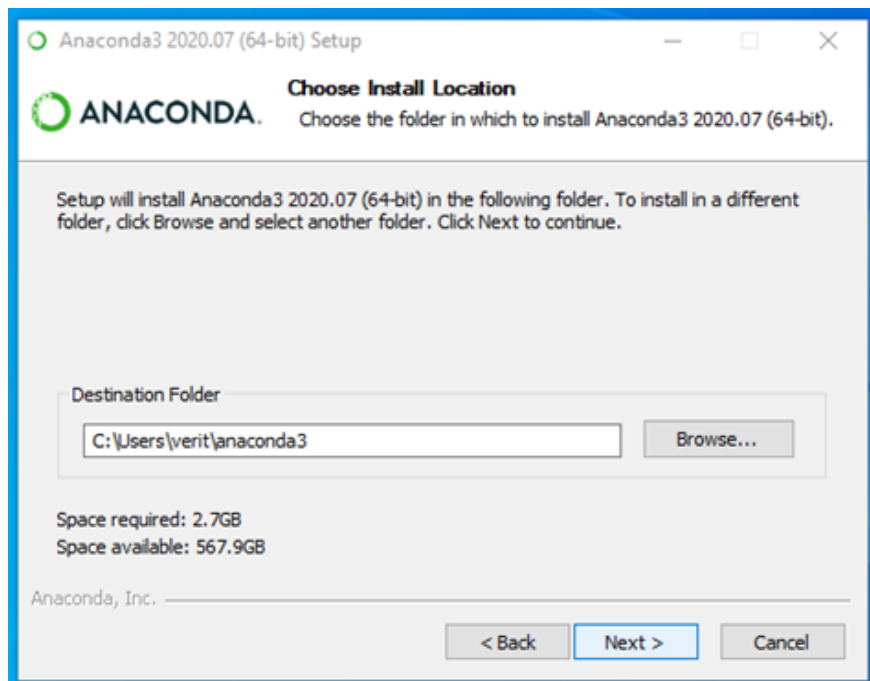 Anaconda3 2020.07 (64-bit) Setup
ANACONDA.
Choose Install Location
Choose the folder in which to install Anaconda3 2020.07 (64-bit).
Setup will install Anaconda3 2020.07 (64-bit) in the following folder. To install in a different
folder, click Browse and select another folder. Click Next to continue.
Destination Folder
C:\Users\verit\anaconda3
Browse...
Space required: 2.7GB
Space available: 567.9GB
Anaconda, Inc.
< Back
Next >
Cancel